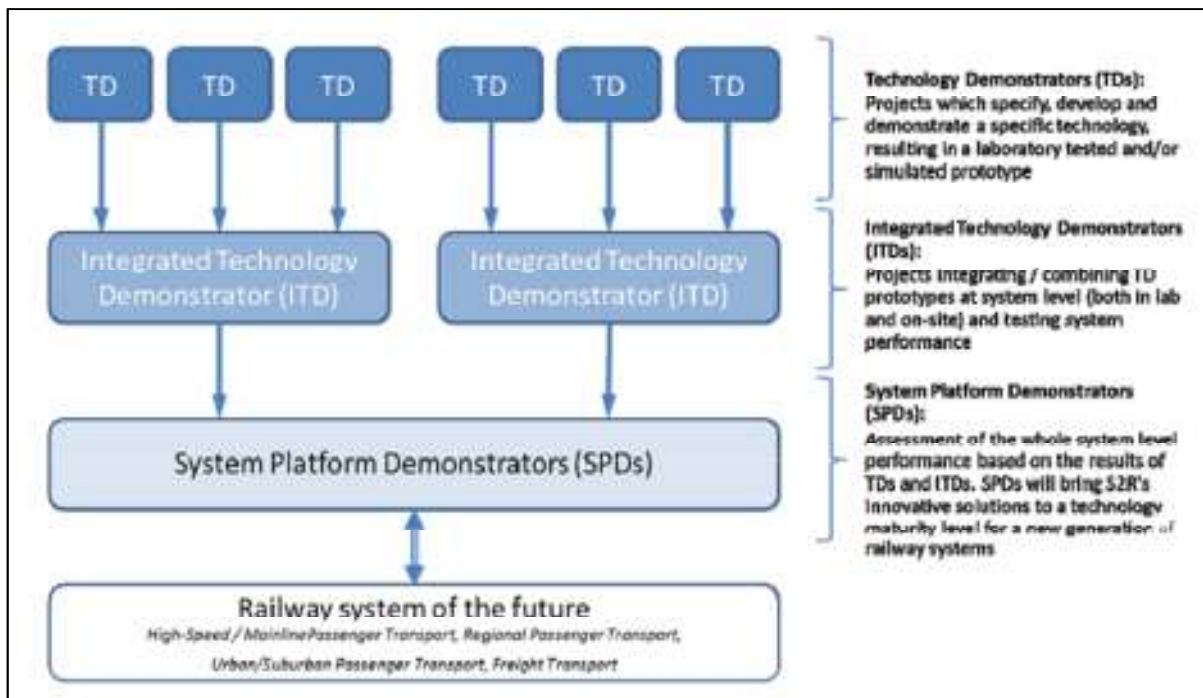 TD TD TD TD TD TD
Technology Demonstrators (TDs):
Projects which specify, develop and
demonstrate a specific technology,
resulting in a laboratory tested and/or
simulated prototype
Integrated Technology
Demonstrator (ITD)
Integrated Technology
Demonstrator (ITD)
Integrated Technology Demonstrators
(ITDs):
Projects integrating / combining TD
prototypes at system level (both in lab
and on-site) and testing system
performance
System Platform Demonstrators (SPDs)
System Platform Demonstrators
(SPDs):
Assessment of the whole system level
performance based on the results of
TDs and ITDs. SPDs will bring S2R's
innovative solutions to a technology
maturity level for a new generation of
railway systems
Railway system of the future
High-Speed / MainlinePassenger Transport, Regional Passenger Transport,
Urban/Suburban Passenger Transport, Freight Transport